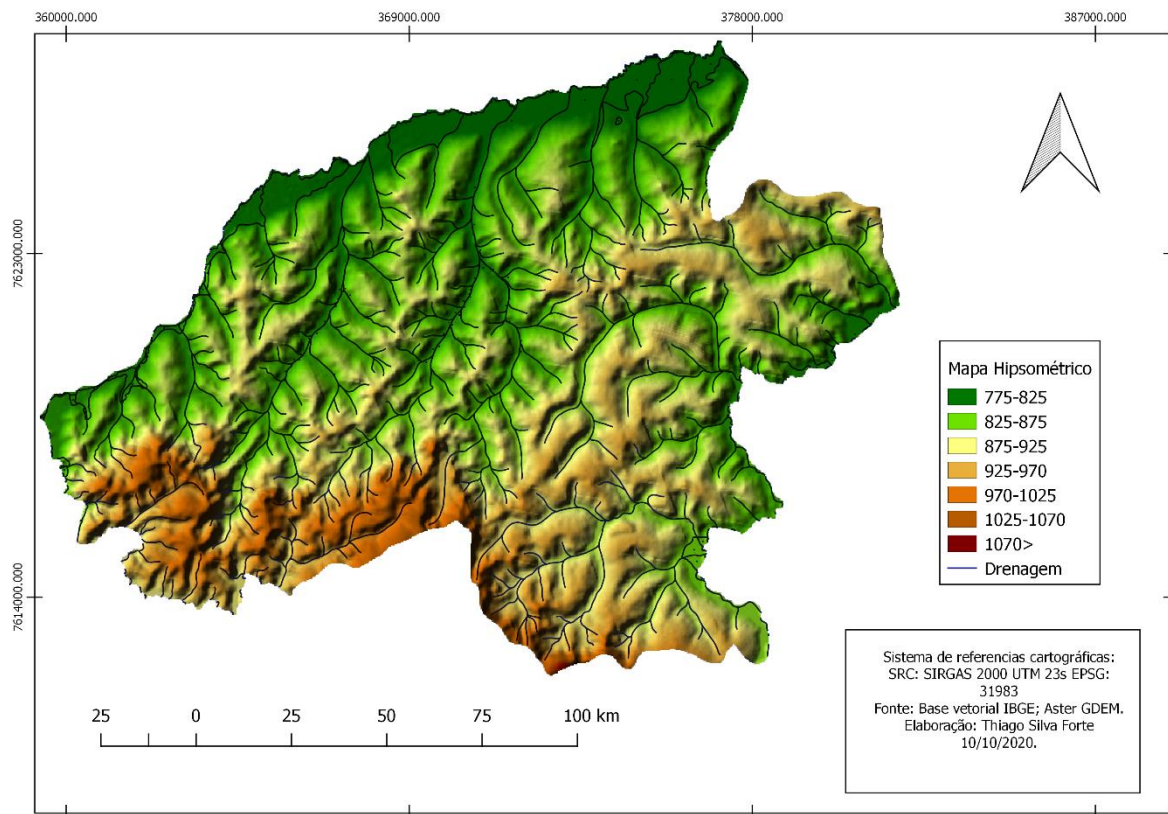 360000.000
369000.000
378000.000
387000.000
7623000.000
7614000.000
Mapa Hipsométrico
775-825
825-875
875-925
925-970
970-1025
1025-1070
1070>
Drenagem
Sistema de referencias cartográficas:
SRC: SIRGAS 2000 UTM 23s EPSG:
31983
Fonte: Base vetorial IBGE; Aster GDEM.
Elaboração: Thiago Silva Forte
10/10/2020.
25 0 25 50 75 100 km